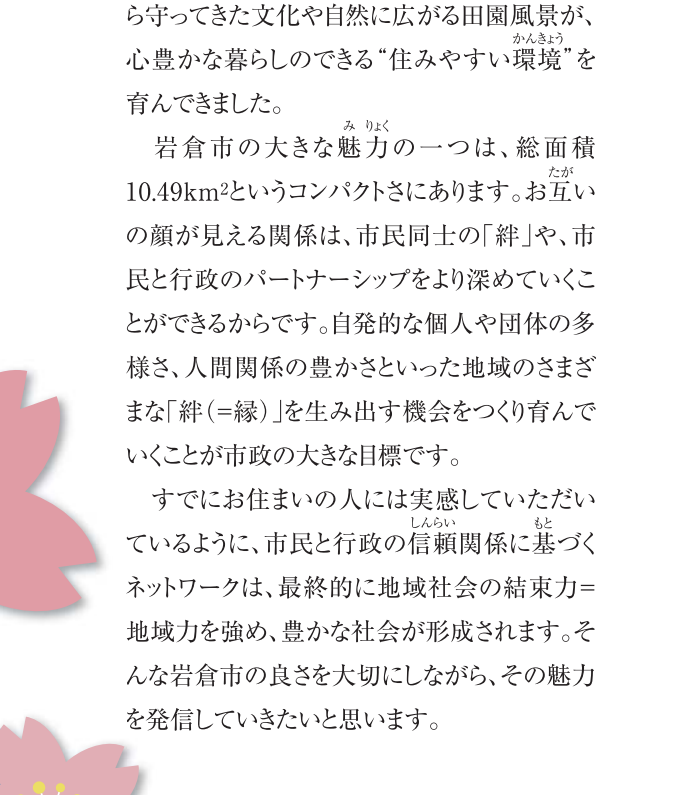 ら守ってきた文化や自然に広がる田園風景が、
心豊かな暮らしのできる“住みやすい環境”を
育んできました。
岩倉市の大きな魅力の一つは、総面積
10.49km²というコンパクトさにあります。お互い
の顔が見える関係は、市民同士の「絆」や、市
民と行政のパートナーシップをより深めていくこ
とができるからです。自発的な個人や団体の多
様さ、人間関係の豊かさといった地域のさまざ
まな「絆（=縁）」を生み出す機会をつくり育んで
いくことが市政の大きな目標です。
すでにお住まいの人には実感していただい
ているように、市民と行政の信頼関係に基づく
ネットワークは、最終的に地域社会の結束力=
地域力を強め、豊かな社会が形成されます。そ
んな岩倉市の良さを大切にしながら、その魅力
を発信していきたいと思います。